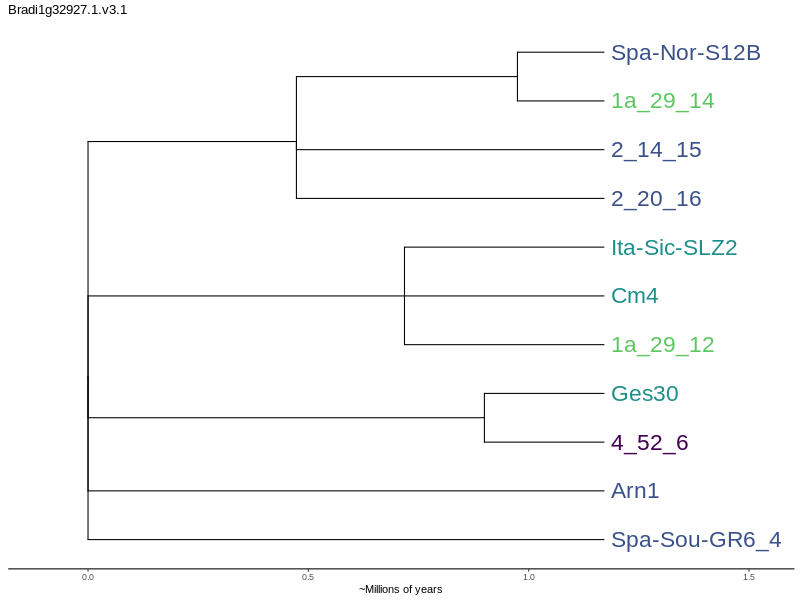 Bradi1g32927.1.v3.1
Spa-Nor-S12B
1a_29_14
2_14_15
2_20_16
Ita-Sic-SLZ2
Cm4
1a_29_12
Ges30
4_52_6
Arn1
Spa-Sou-GR6_4
0.0 0.5 1.0 1.5
~Millions of years